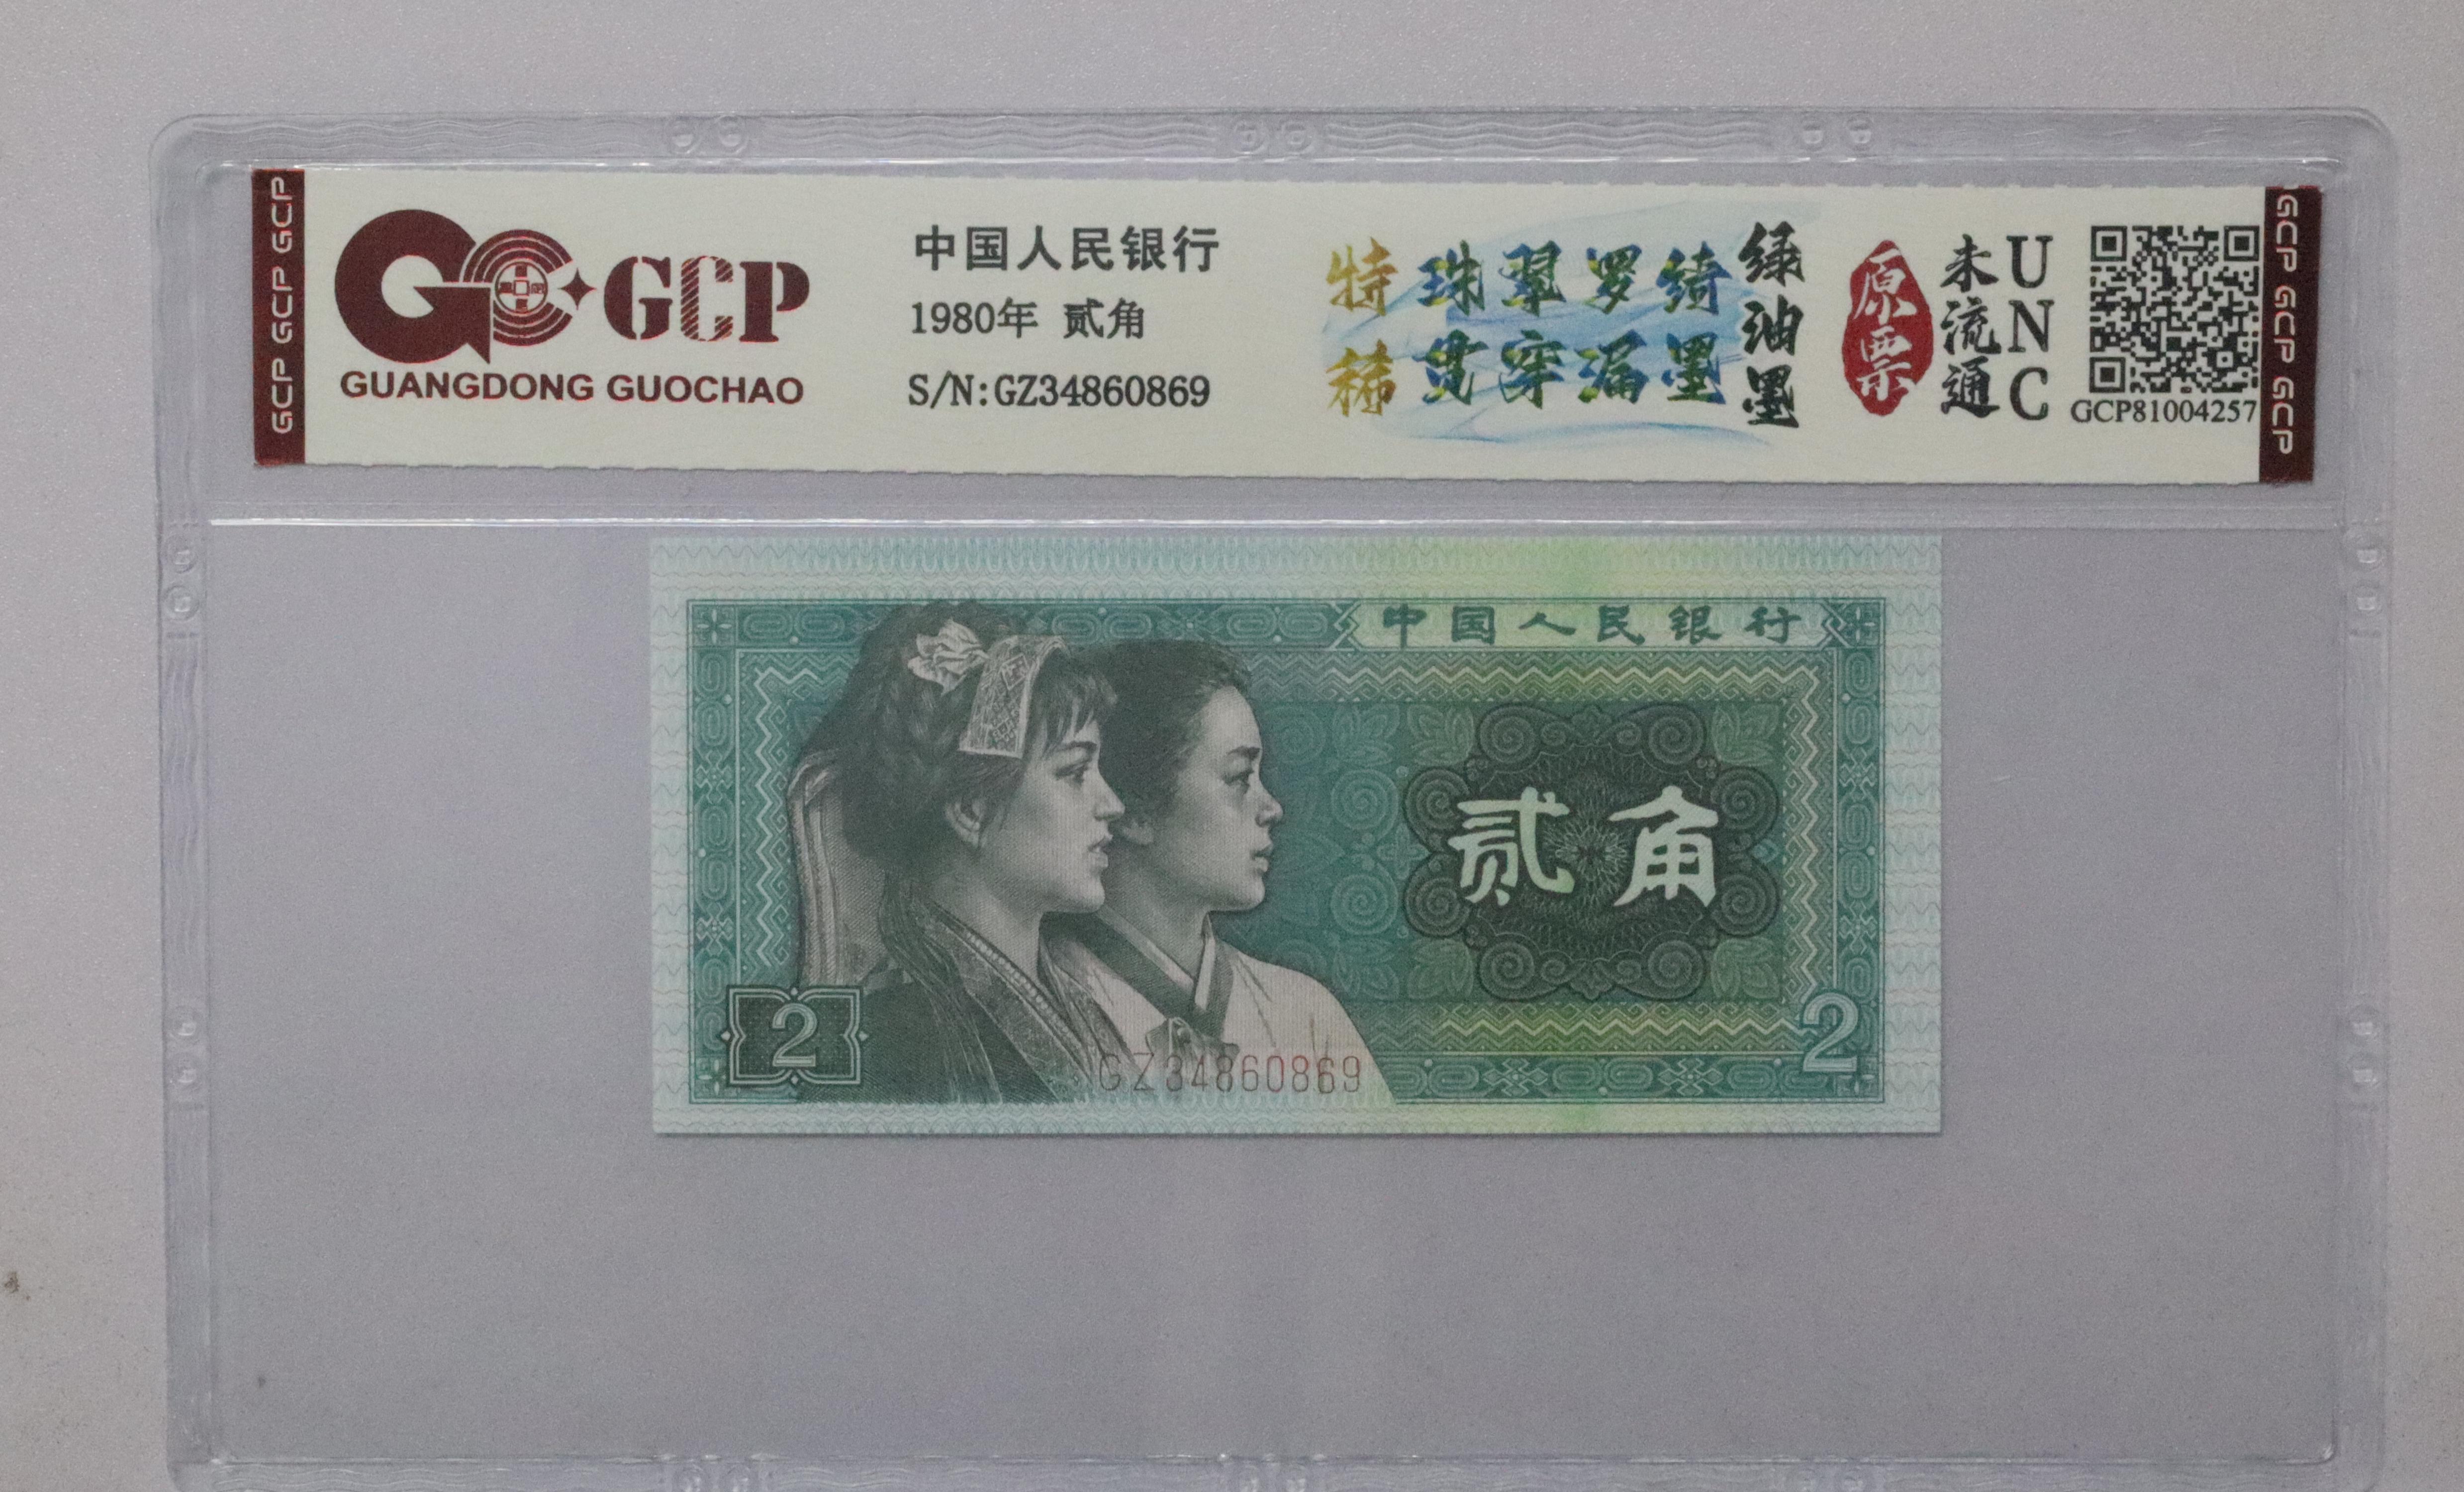 GCP GCP GCP
GCP
GUANGDONG GUOCHAO
中国人民银行
1980年 贰角
S/N:GZ34860869
特稀
珠翠罗绮
贯穿漏墨
绿油墨
原票
未流通
UNC
GCP81004257
GCP GCP GCP
中国人民银行
贰角
2
2
GZ34860869